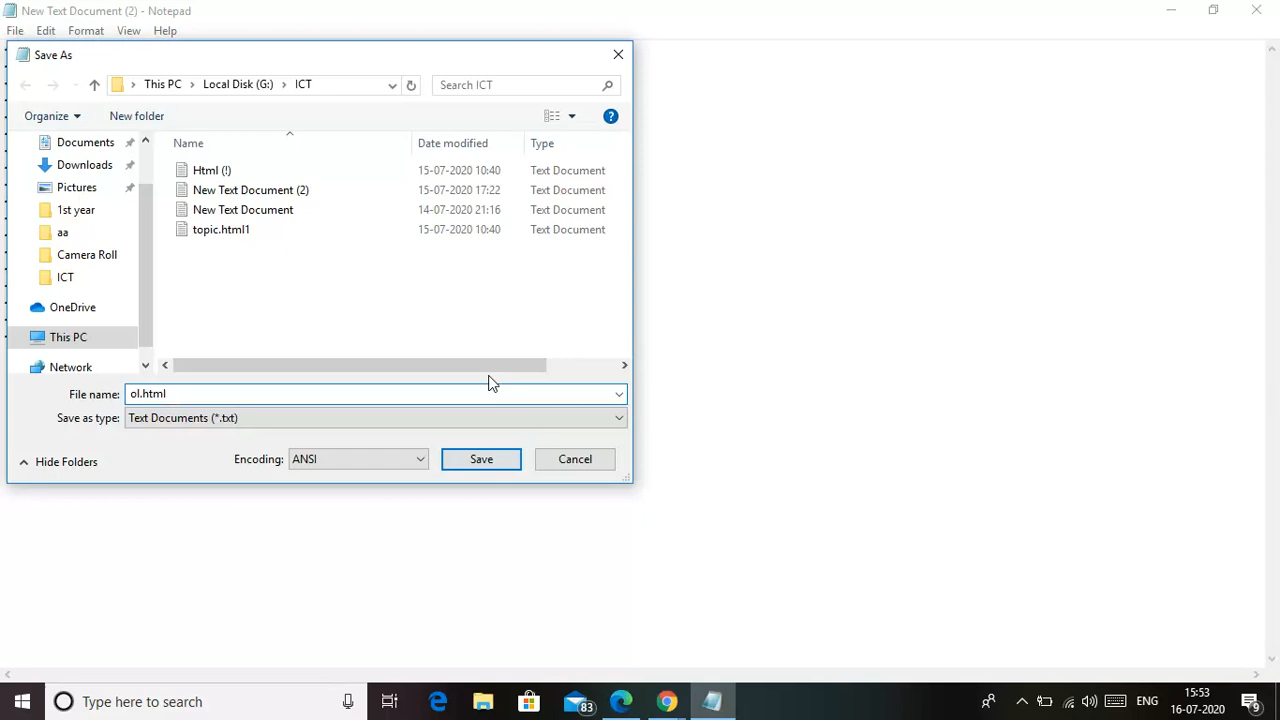 New Text Document (2) - Notepad
File Edit Format View Help
Save As
This PC Local Disk (G:) ICT Search ICT
Organize New folder
Name Date modified Type
Documents
Downloads
Pictures
1st year
aa
Camera Roll
ICT
OneDrive
This PC
Network
Html (!) 15-07-2020 10:40 Text Document
New Text Document (2) 15-07-2020 17:22 Text Document
New Text Document 14-07-2020 21:16 Text Document
topic.html1 15-07-2020 10:40 Text Document
File name: ol.html
Save as type: Text Documents (*.txt)
Hide Folders Encoding: ANSI Save Cancel
Type here to search 83 ENG 15:53
16-07-2020 9